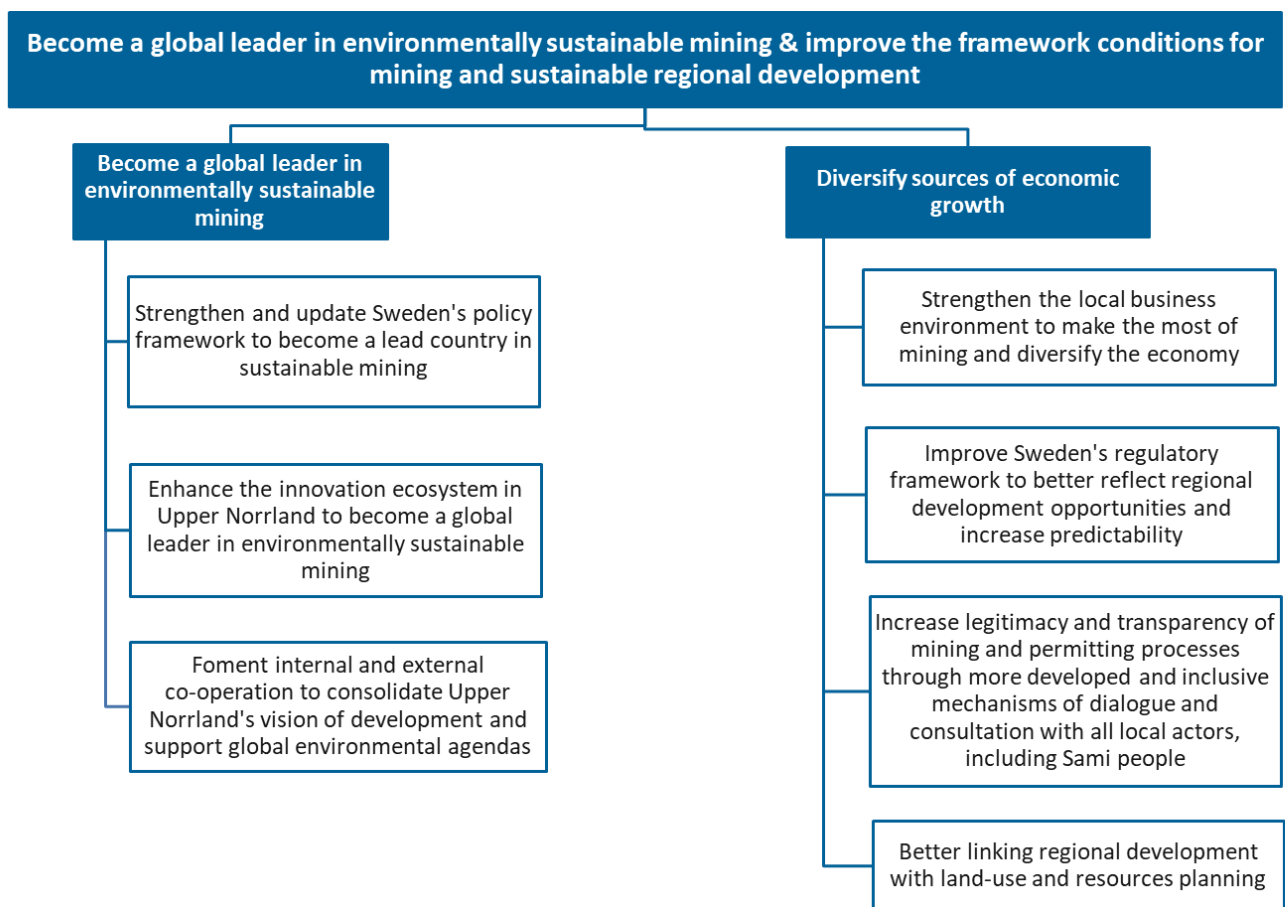 Become a global leader in environmentally sustainable mining & improve the framework conditions for
mining and sustainable regional development
Become a global leader in
environmentally sustainable
mining
Strengthen and update Sweden's policy
framework to become a lead country in
sustainable mining
Enhance the innovation ecosystem in
Upper Norrland to become a global
leader in environmentally sustainable
mining
Foment internal and external
co-operation to consolidate Upper
Norrland's vision of development and
support global environmental agendas
Diversify sources of economic
growth
Strengthen the local business
environment to make the most of
mining and diversify the economy
Improve Sweden's regulatory
framework to better reflect regional
development opportunities and
increase predictability
Increase legitimacy and transparency of
mining and permitting processes
through more developed and inclusive
mechanisms of dialogue and
consultation with all local actors,
including Sami people
Better linking regional development
with land-use and resources planning